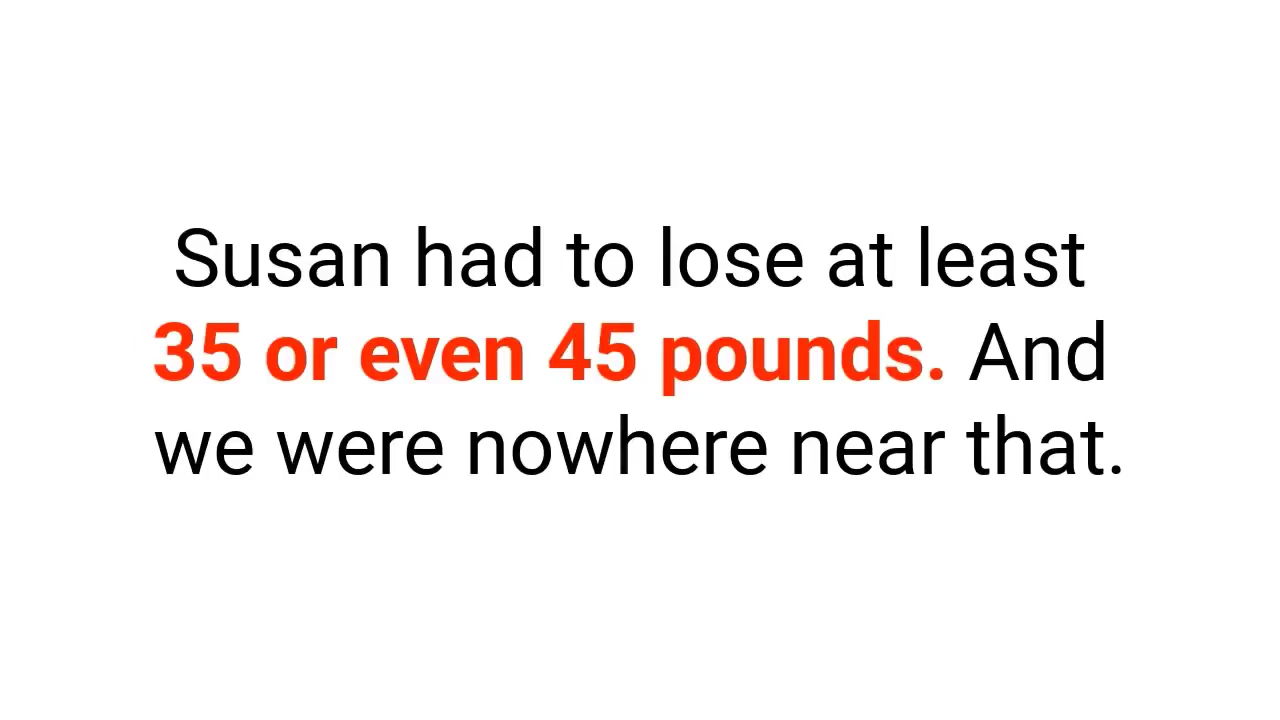 Susan had to lose at least
35 or even 45 pounds. And
we were nowhere near that.